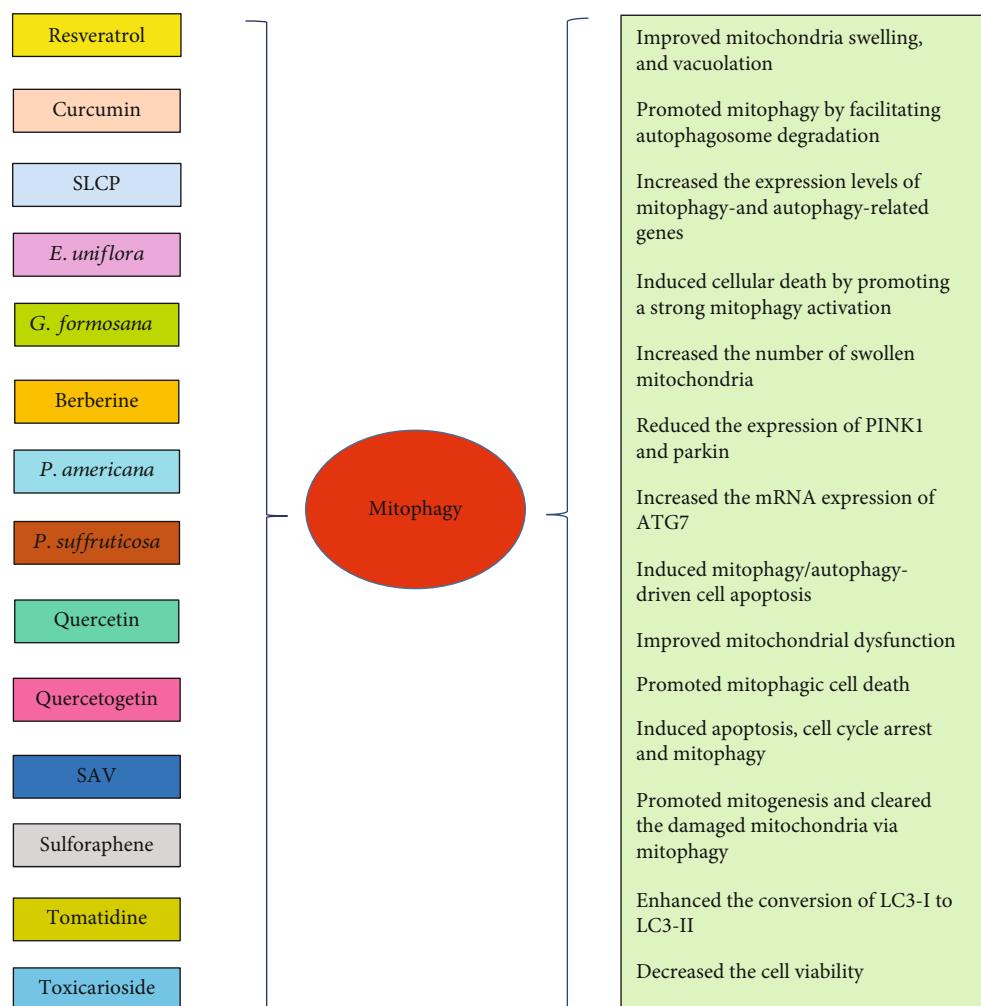 Resveratrol
Curcumin
SLCP
E. uniflora
G. formosana
Berberine
P. americana
P. suffruticosa
Quercetin
Quercetogetin
SAV
Sulforaphene
Tomatidine
Toxicarioside
Mitophagy
Improved mitochondria swelling,
and vacuolation
Promoted mitophagy by facilitating
autophagosome degradation
Increased the expression levels of
mitophagy-and autophagy-related
genes
Induced cellular death by promoting
a strong mitophagy activation
Increased the number of swollen
mitochondria
Reduced the expression of PINK1
and parkin
Increased the mRNA expression of
ATG7
Induced mitophagy/autophagy-
driven cell apoptosis
Improved mitochondrial dysfunction
Promoted mitophagic cell death
Induced apoptosis, cell cycle arrest
and mitophagy
Promoted mitogenesis and cleared
the damaged mitochondria via
mitophagy
Enhanced the conversion of LC3-I to
LC3-II
Decreased the cell viability